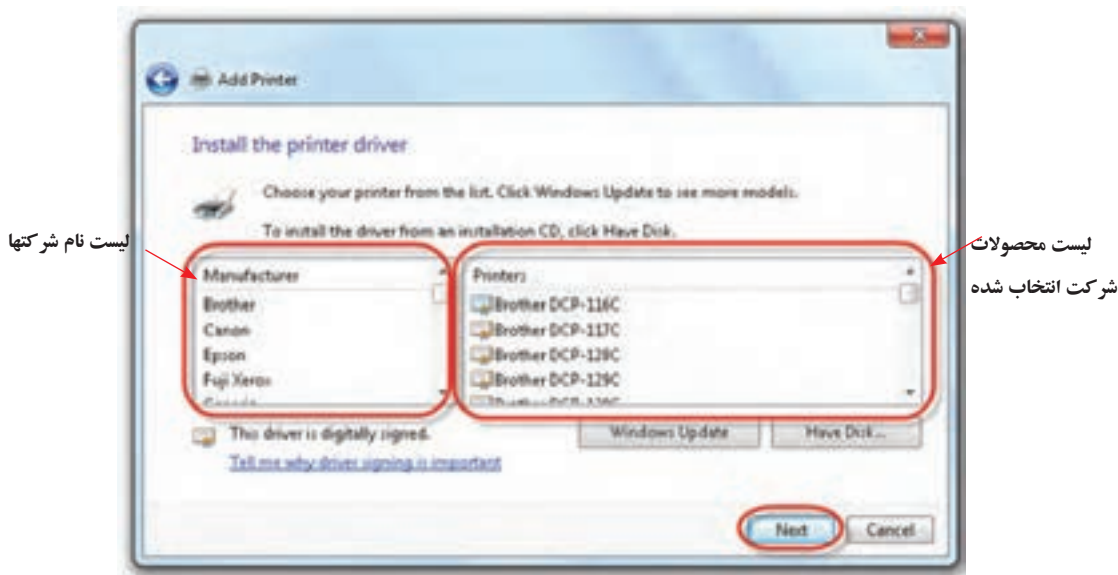 Add Printer
Install the printer driver
Choose your printer from the list. Click Windows Update to see more models.
To install the driver from an installation CD, click Have Disk.
لیست نام شرکتها
Manufacturer
Brother
Canon
Epson
Fuji Xerox
Generic
Printers
Brother DCP-116C
Brother DCP-117C
Brother DCP-128C
Brother DCP-129C
لیست محصولات
شرکت انتخاب شده
This driver is digitally signed.
Tell me why driver signing is important
Windows Update
Have Disk...
Next
Cancel